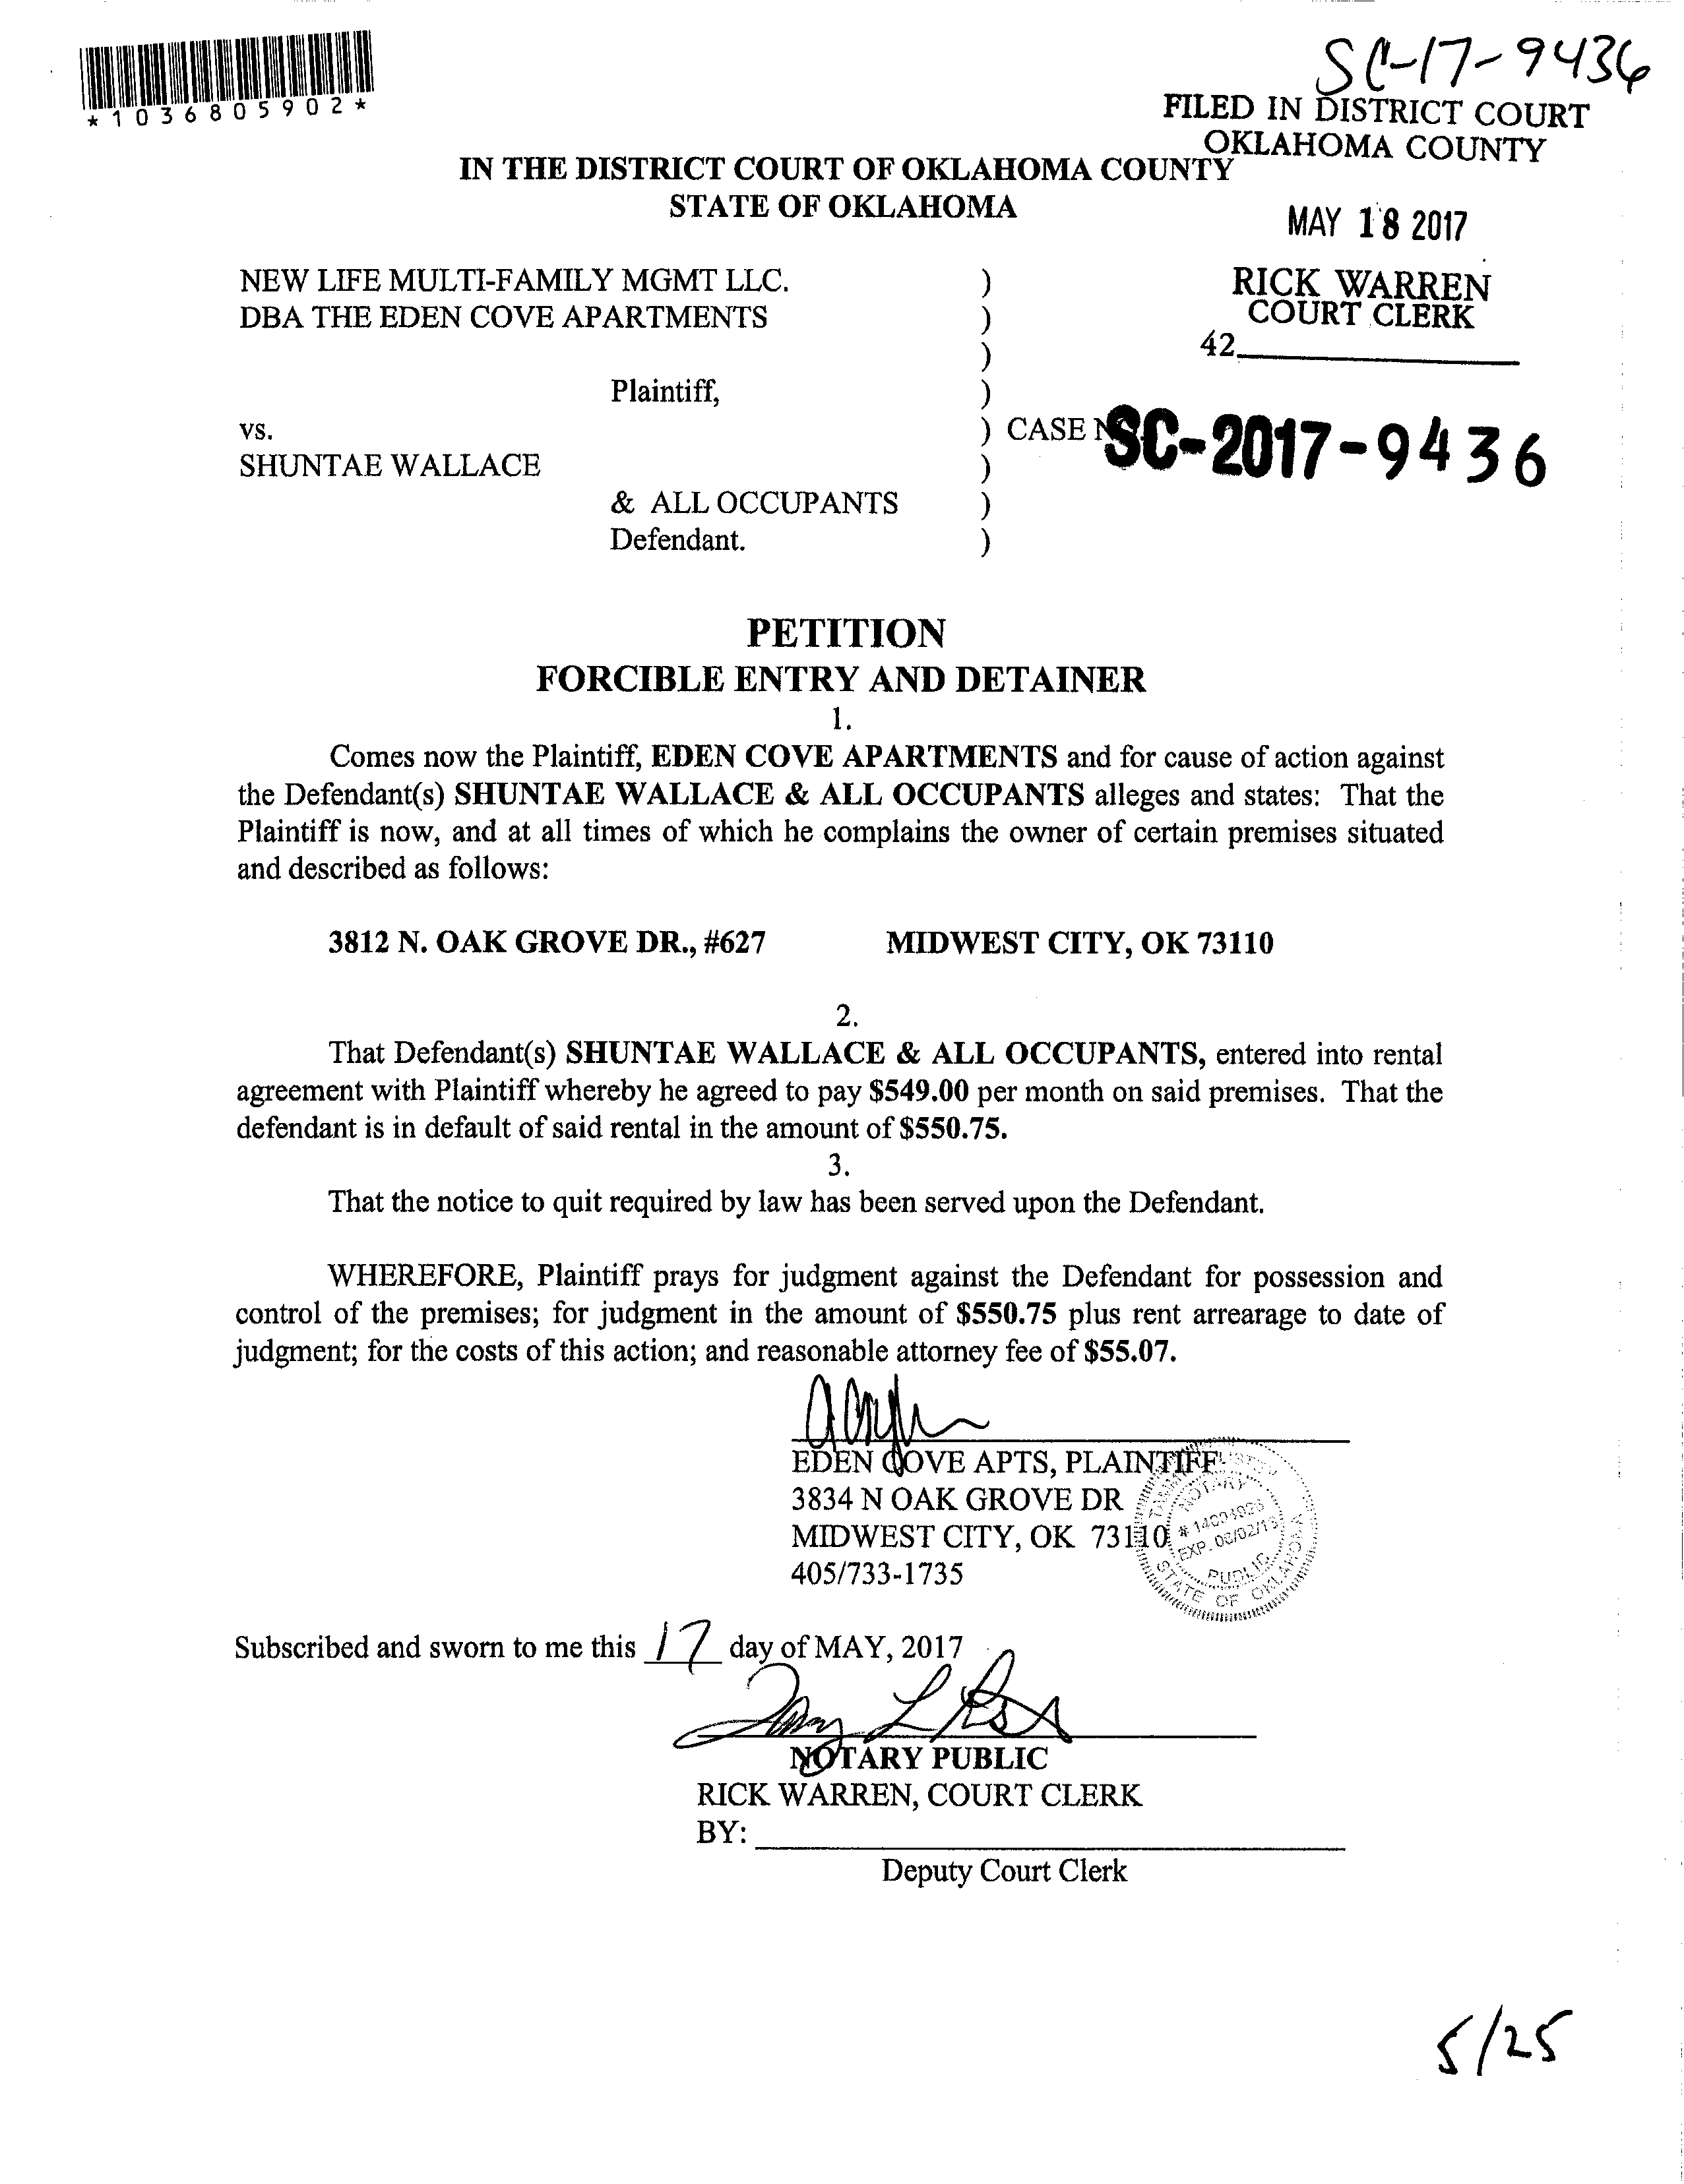 SC-17-9436
*1036805902*
FILED IN DISTRICT COURT
OKLAHOMA COUNTY
IN THE DISTRICT COURT OF OKLAHOMA COUNTY
STATE OF OKLAHOMA
MAY 18 2017
NEW LIFE MULTI-FAMILY MGMT LLC. )
DBA THE EDEN COVE APARTMENTS )
)
RICK WARREN
COURT CLERK
42
Plaintiff, )
vs. ) CASE SC-2017-9436
SHUNTAE WALLACE )
& ALL OCCUPANTS )
Defendant. )
PETITION
FORCIBLE ENTRY AND DETAINER
1.
Comes now the Plaintiff, EDEN COVE APARTMENTS and for cause of action against
the Defendant(s) SHUNTAE WALLACE & ALL OCCUPANTS alleges and states: That the
Plaintiff is now, and at all times of which he complains the owner of certain premises situated
and described as follows:
3812 N. OAK GROVE DR., #627 MIDWEST CITY, OK 73110
2.
That Defendant(s) SHUNTAE WALLACE & ALL OCCUPANTS, entered into rental
agreement with Plaintiff whereby he agreed to pay $549.00 per month on said premises. That the
defendant is in default of said rental in the amount of $550.75.
3.
That the notice to quit required by law has been served upon the Defendant.
WHEREFORE, Plaintiff prays for judgment against the Defendant for possession and
control of the premises; for judgment in the amount of $550.75 plus rent arrearage to date of
judgment; for the costs of this action; and reasonable attorney fee of $55.07.
EDEN COVE APTS, PLAINTIFF
3834 N OAK GROVE DR
MIDWEST CITY, OK 73110
405/733-1735
NOTARY
PUBLIC
STATE OF OKLAHOMA
Subscribed and sworn to me this 17 day of MAY, 2017
NOTARY PUBLIC
RICK WARREN, COURT CLERK
BY:
Deputy Court Clerk
5/25